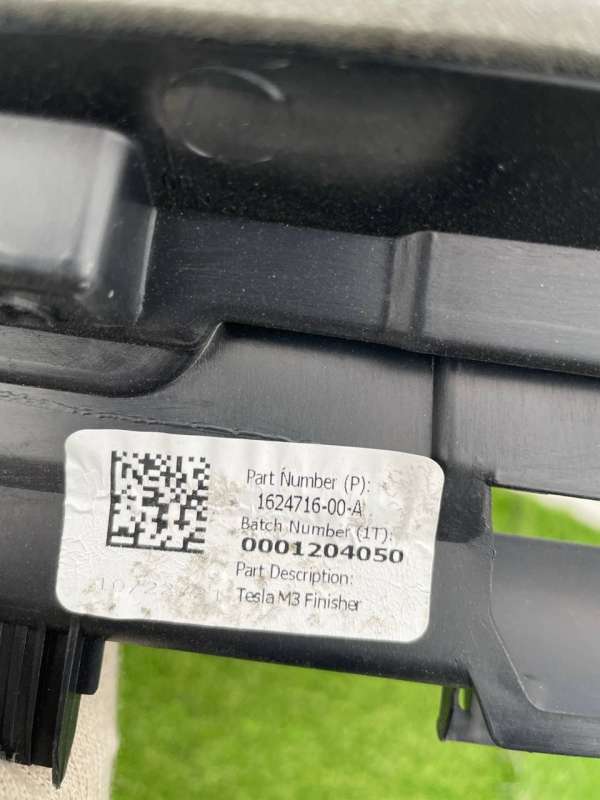 Part Number (P):
1624716-00-A
Batch Number (1T):
0001204050
Part Description:
Tesla M3 Finisher